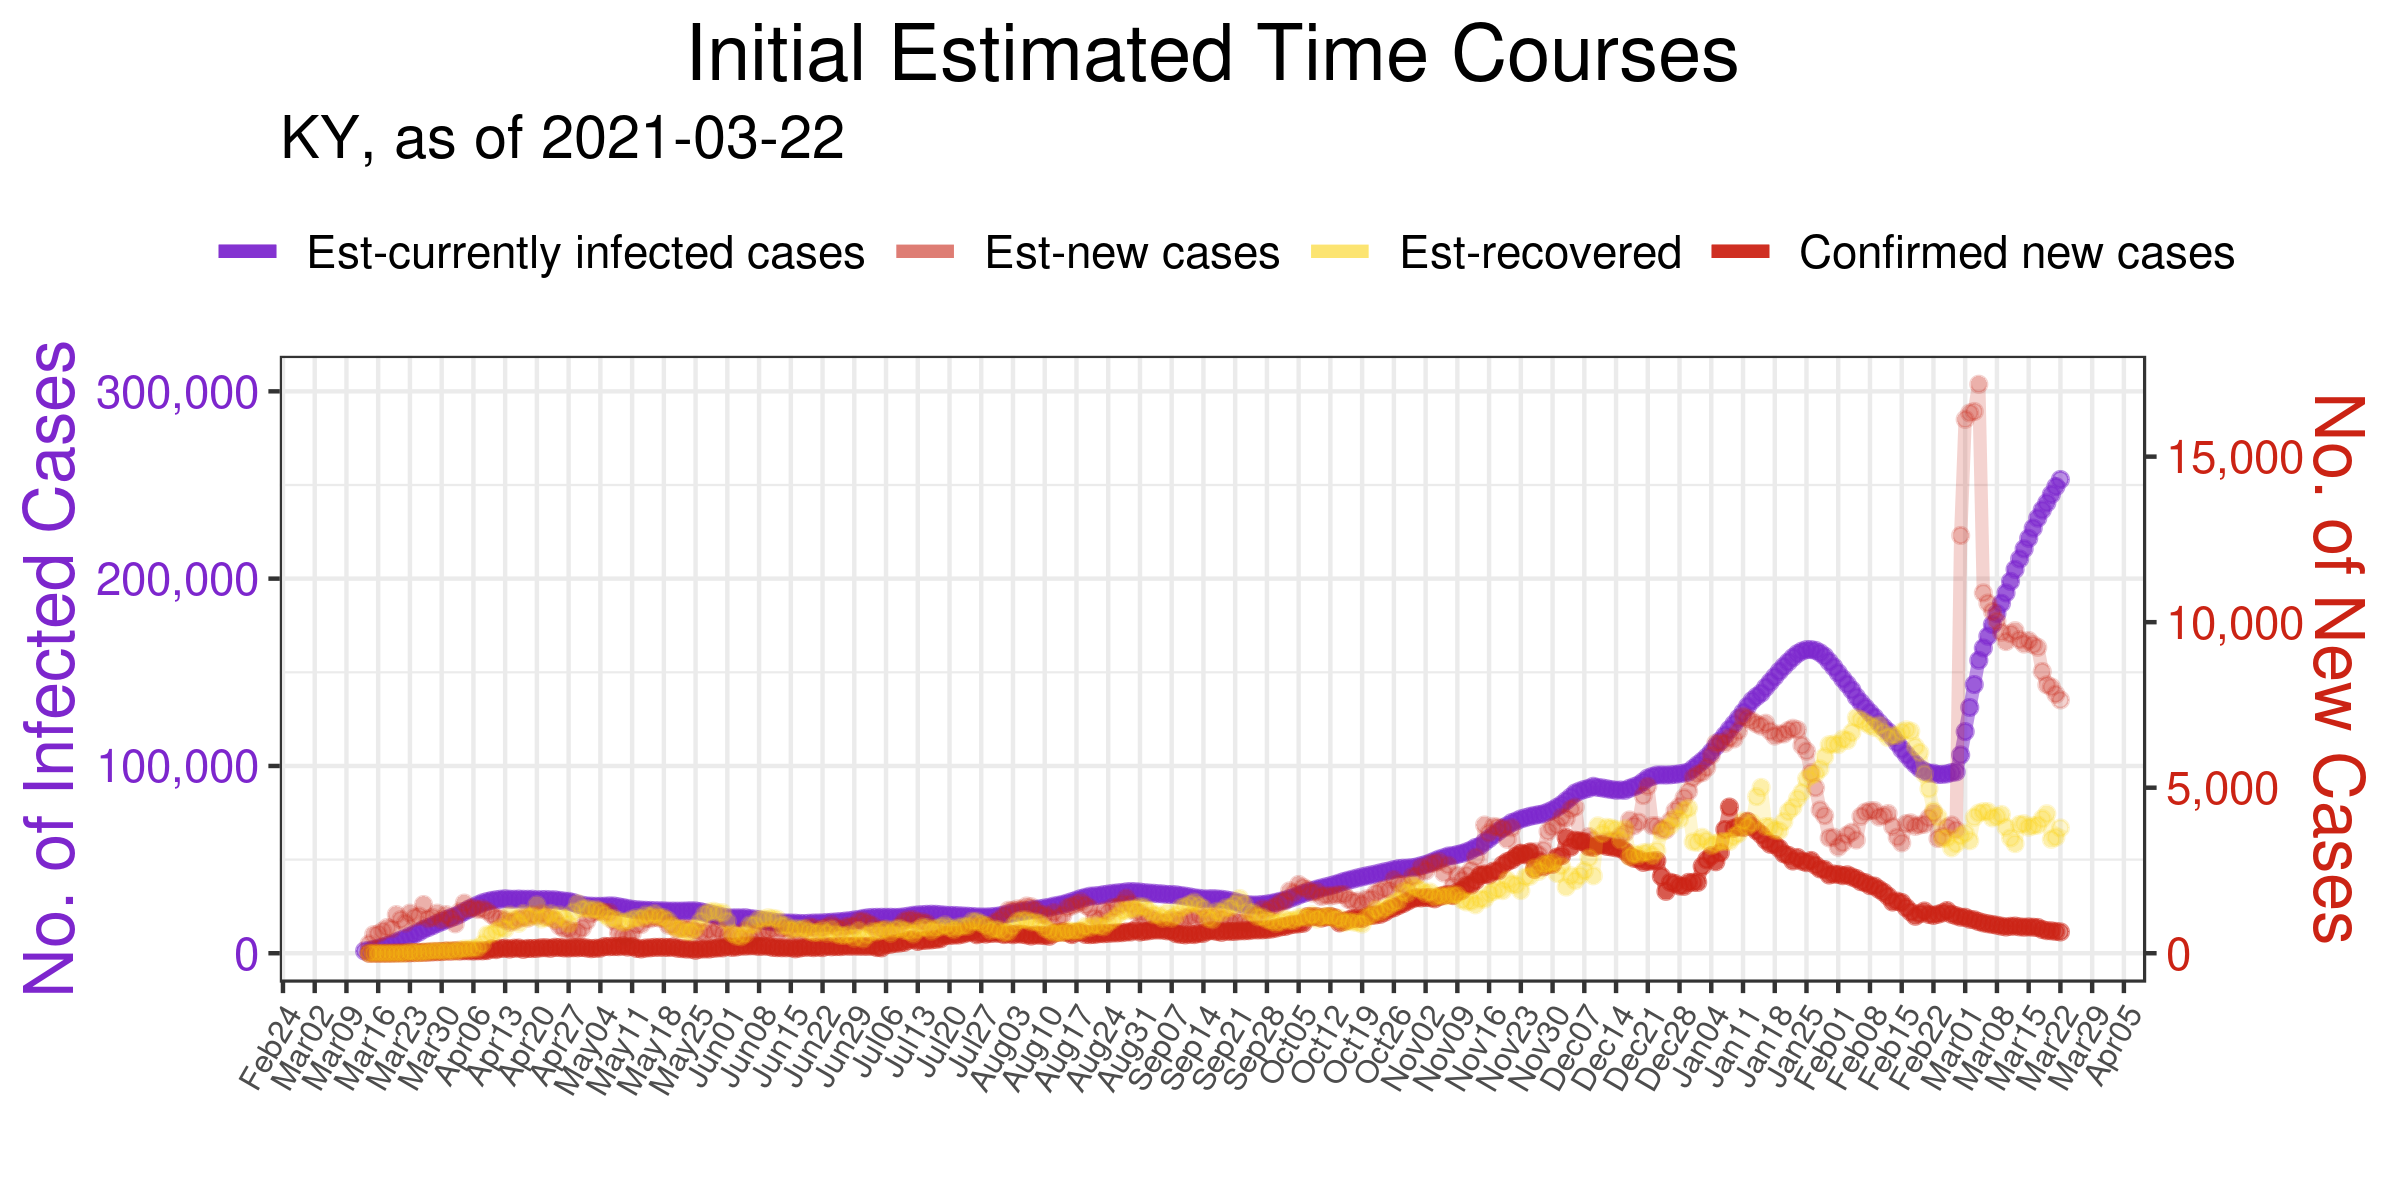 Initial Estimated Time Courses
KY, as of 2021-03-22
Est-currently infected cases Est-new cases Est-recovered Confirmed new cases
No. of Infected Cases
300,000
200,000
100,000
0
15,000
10,000
5,000
0
No. of New Cases
Feb24 Mar02 Mar09 Mar16 Mar23 Mar30 Apr06 Apr13 Apr20 Apr27 May04 May11 May18 May25 Jun01 Jun08 Jun15 Jun22 Jun29 Jul06 Jul13 Jul20 Jul27 Aug03 Aug10 Aug17 Aug24 Aug31 Sep07 Sep14 Sep21 Sep28 Oct05 Oct12 Oct19 Oct26 Nov02 Nov09 Nov16 Nov23 Nov30 Dec07 Dec14 Dec21 Dec28 Jan04 Jan11 Jan18 Jan25 Feb01 Feb08 Feb15 Feb22 Mar01 Mar08 Mar15 Mar22 Mar29 Apr05